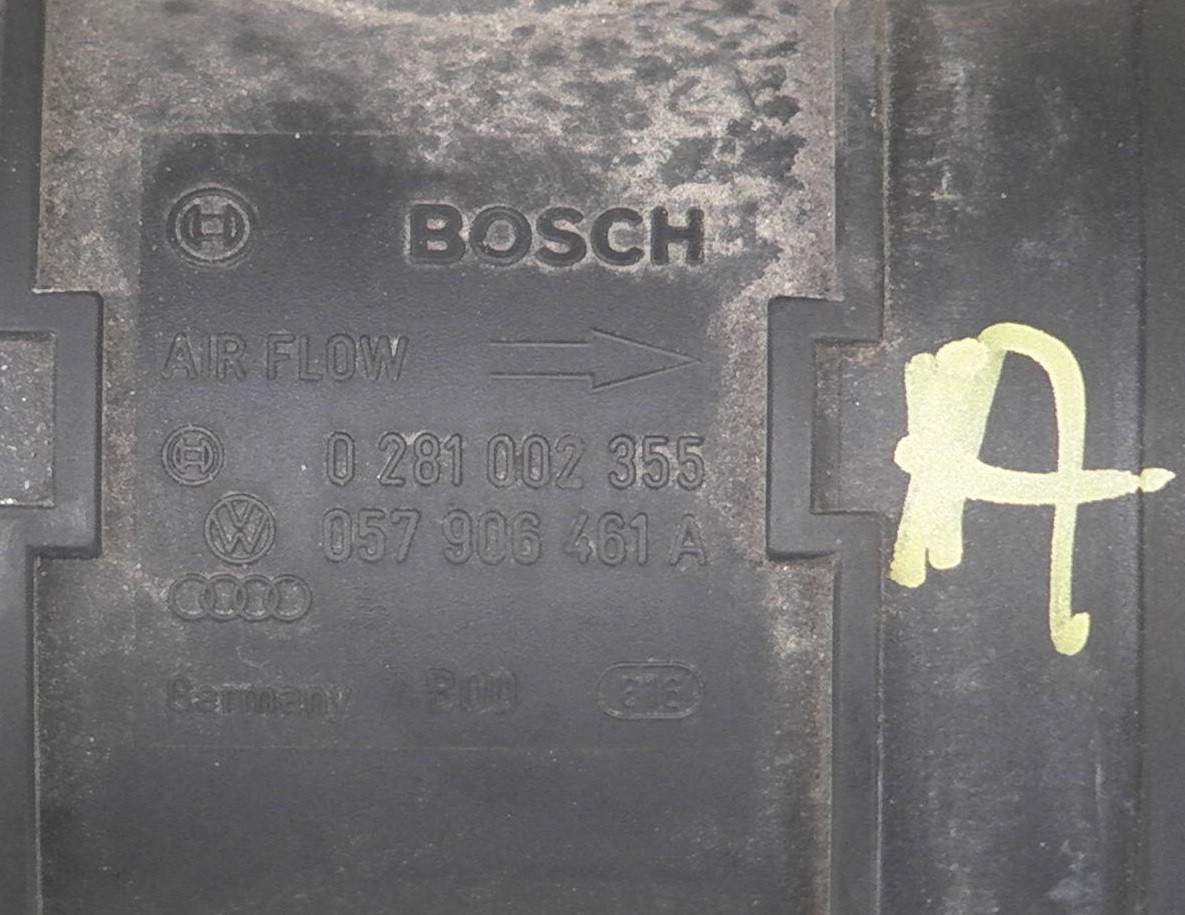 BOSCH
AIR FLOW
0 281 002 355
057 906 461 A
Germany
A